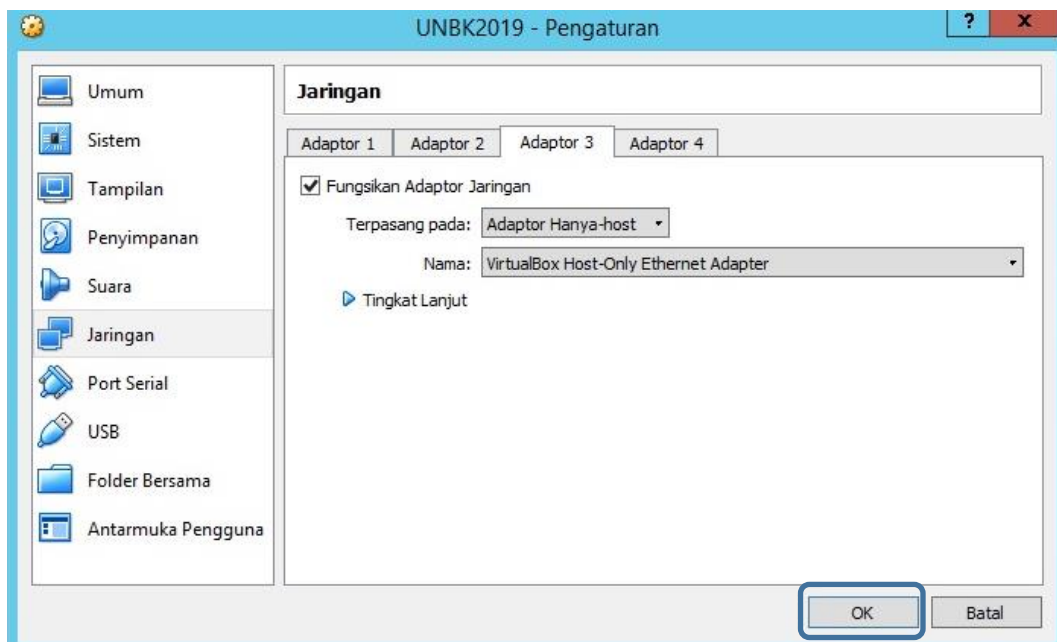 UNBK2019 - Pengaturan
? x
Umum
Sistem
Tampilan
Penyimpanan
Suara
Jaringan
Port Serial
USB
Folder Bersama
Antarmuka Pengguna
Jaringan
Adaptor 1 Adaptor 2 Adaptor 3 Adaptor 4
Fungsikan Adaptor Jaringan
Terpasang pada: Adaptor Hanya-host
Nama: VirtualBox Host-Only Ethernet Adapter
Tingkat Lanjut
OK Batal